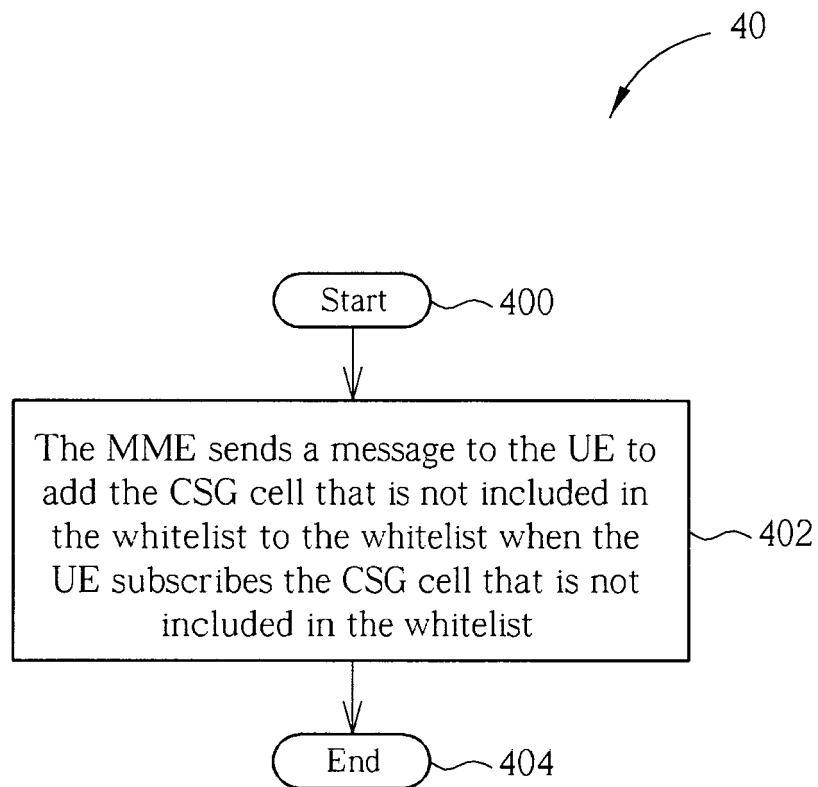 40
Start
400
The MME sends a message to the UE to
add the CSG cell that is not included in
the whitelist to the whitelist when the
UE subscribes the CSG cell that is not
included in the whitelist
402
End
404